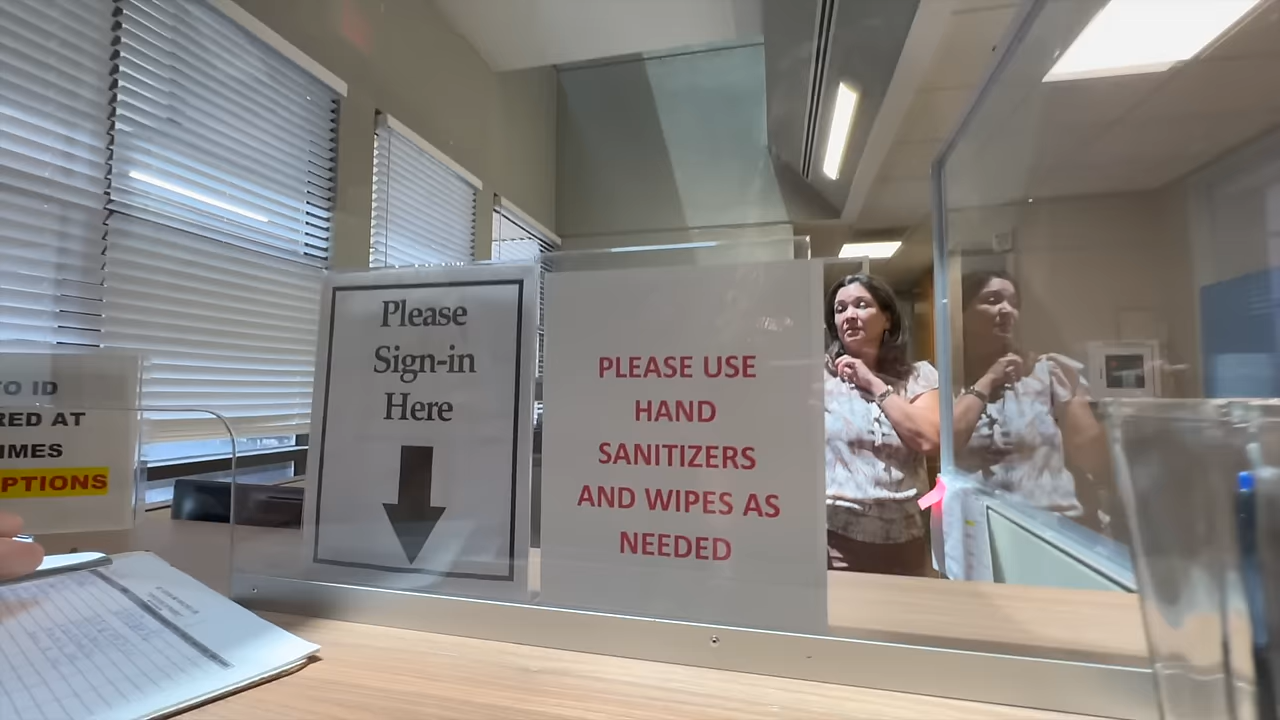 TO ID
RED AT
IMES
PTIONS
Please
Sign-in
Here
PLEASE USE
HAND
SANITIZERS
AND WIPES AS
NEEDED